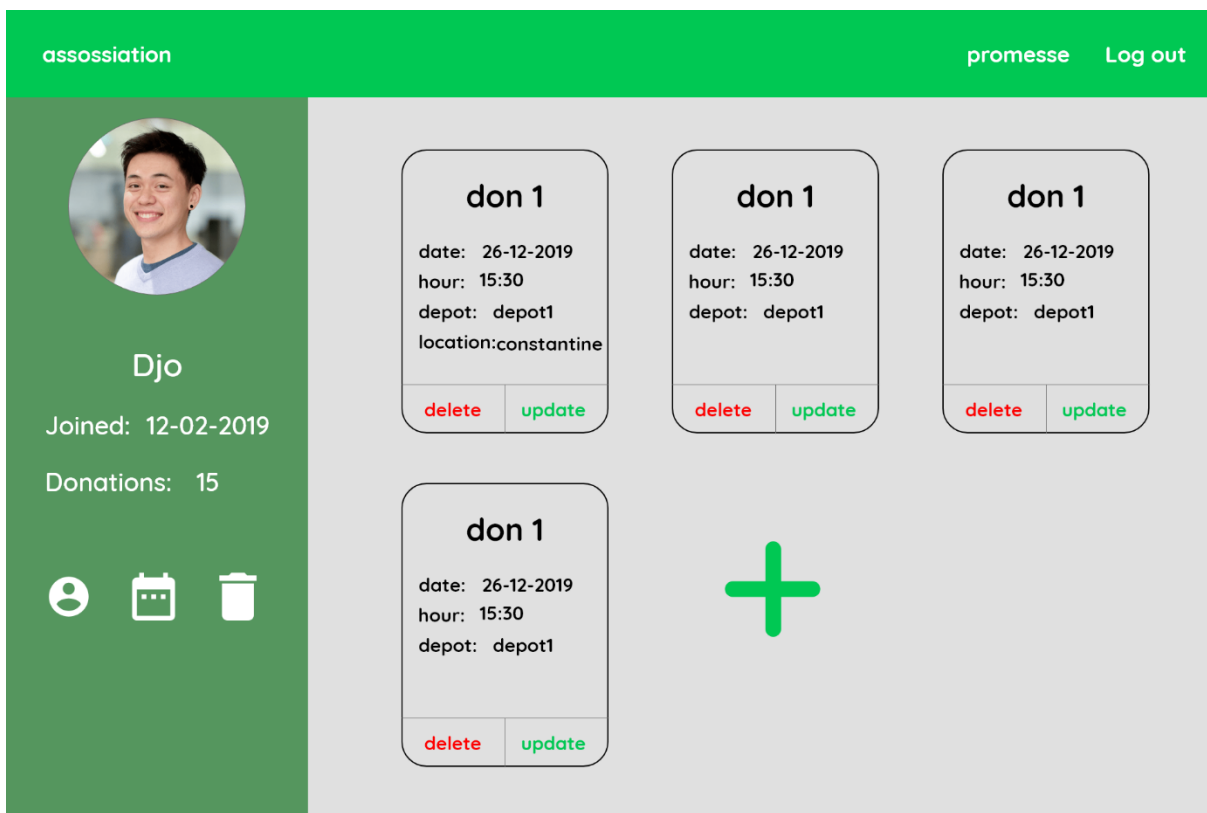 assossiation
promesse Log out
Djo
Joined: 12-02-2019
Donations: 15
don 1
date: 26-12-2019
hour: 15:30
depot: depot1
location:constantine
delete update
don 1
date: 26-12-2019
hour: 15:30
depot: depot1
delete update
don 1
date: 26-12-2019
hour: 15:30
depot: depot1
delete update
don 1
date: 26-12-2019
hour: 15:30
depot: depot1
delete update